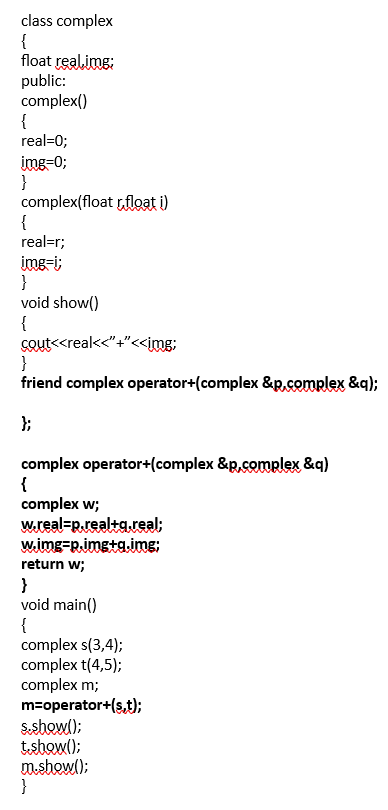 class complex
{
float real,img;
public:
complex()
{
real=0;
img=0;
}
complex(float r,float i)
{
real=r;
img=i;
}
void show()
{
cout<<real<<”+”<<img;
}
friend complex operator+(complex &p,complex &q);
};
complex operator+(complex &p,complex &q)
{
complex w;
w.real=p.real+q.real;
w.img=p.img+q.img;
return w;
}
void main()
{
complex s(3,4);
complex t(4,5);
complex m;
m=operator+(s,t);
s.show();
t.show();
m.show();
}